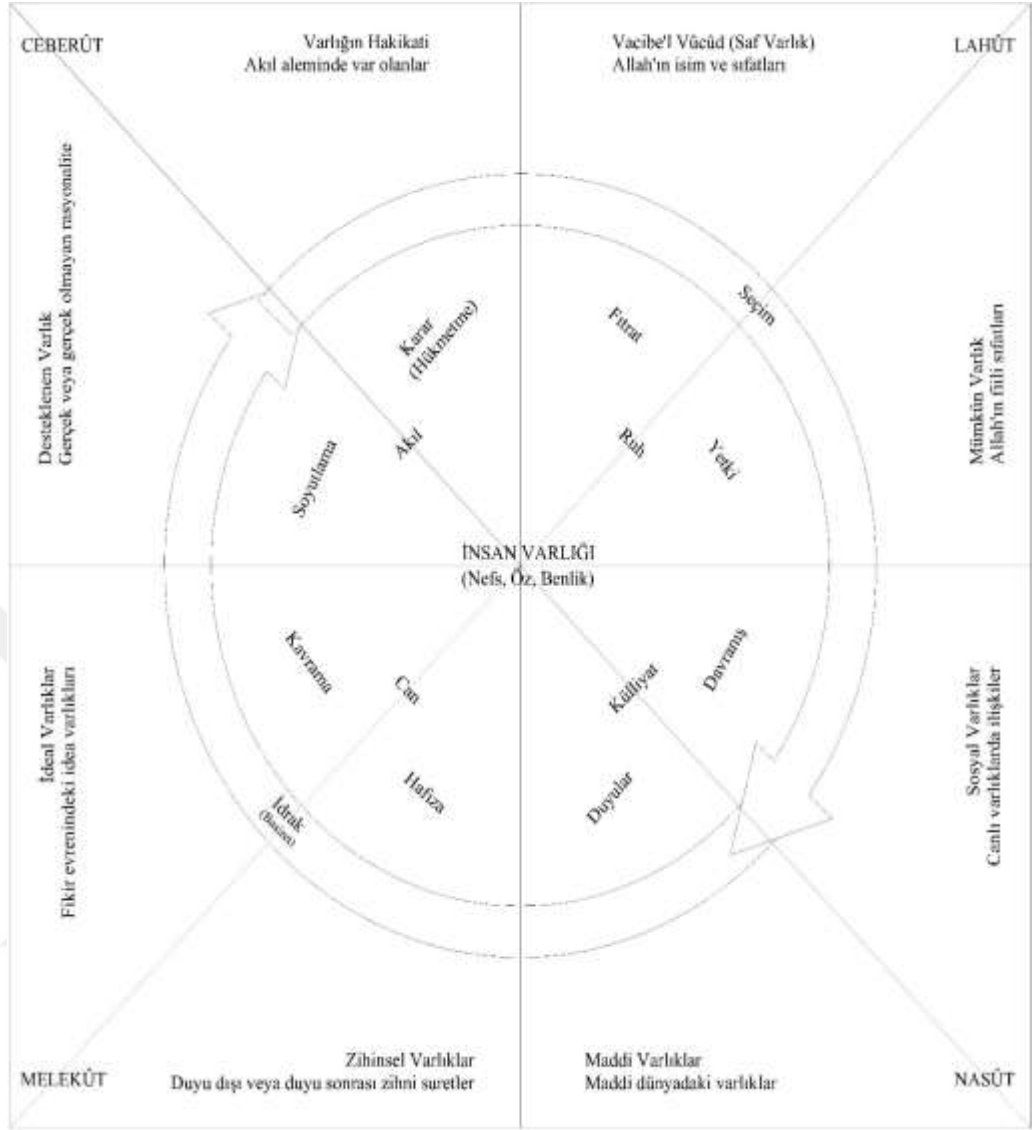 CEBERÛT
Varlığın Hakikati
Akıl aleminde var olanlar
Vacibe'l Vücûd (Saf Varlık)
Allah'ın isim ve sıfatları
LAHÛT
Desteklenen Varlık
Gerçek veya gerçek olmayan rasyonalite
Karar
(Hükmetme)
Fıtrat
Seçim
Mümkün Varlık
Allah'ın fiili sıfatları
Soyutlama
Akıl
Ruh
Yetki
İNSAN VARLIĞI
(Nefs, Öz, Benlik)
İdeal Varlıklar
Fikir evrenindeki idea varlıkları
Kavrama
Can
Külliyat
Davranış
Sosyal Varlıklar
Canlı varlıklarda ilişkiler
İdrak
Hafıza
Duyular
MELEKÛT
Zihinsel Varlıklar
Duyu dışı veya duyu sonrası zihni suretler
Maddi Varlıklar
Maddi dünyadaki varlıklar
NASÛT